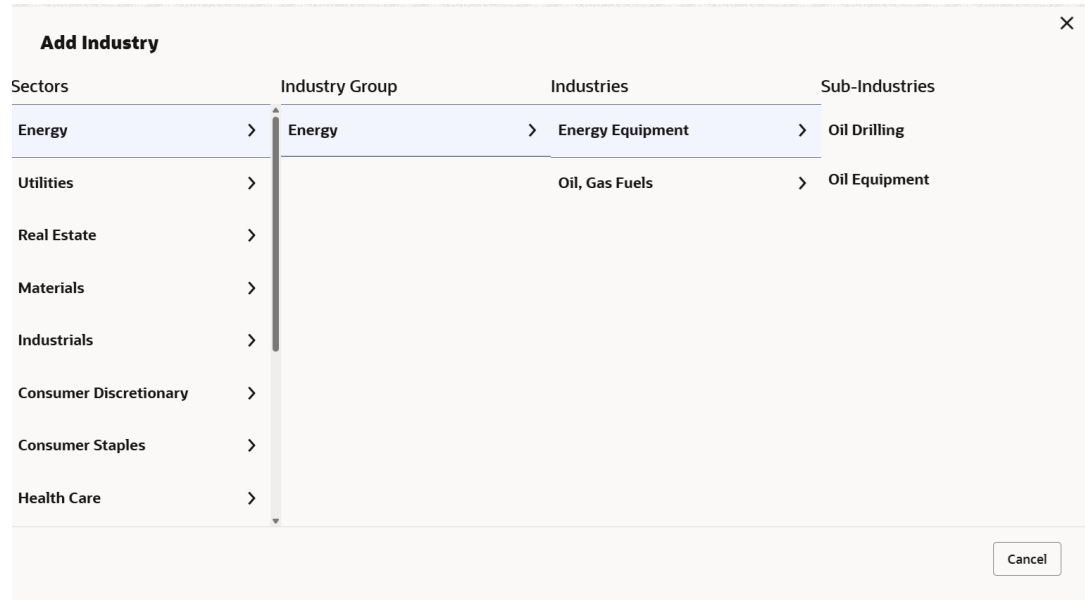 Add Industry
Sectors Industry Group Industries Sub-Industries
Energy Energy Energy Equipment Oil Drilling
Utilities Oil, Gas Fuels Oil Equipment
Real Estate
Materials
Industrials
Consumer Discretionary
Consumer Staples
Health Care
Cancel